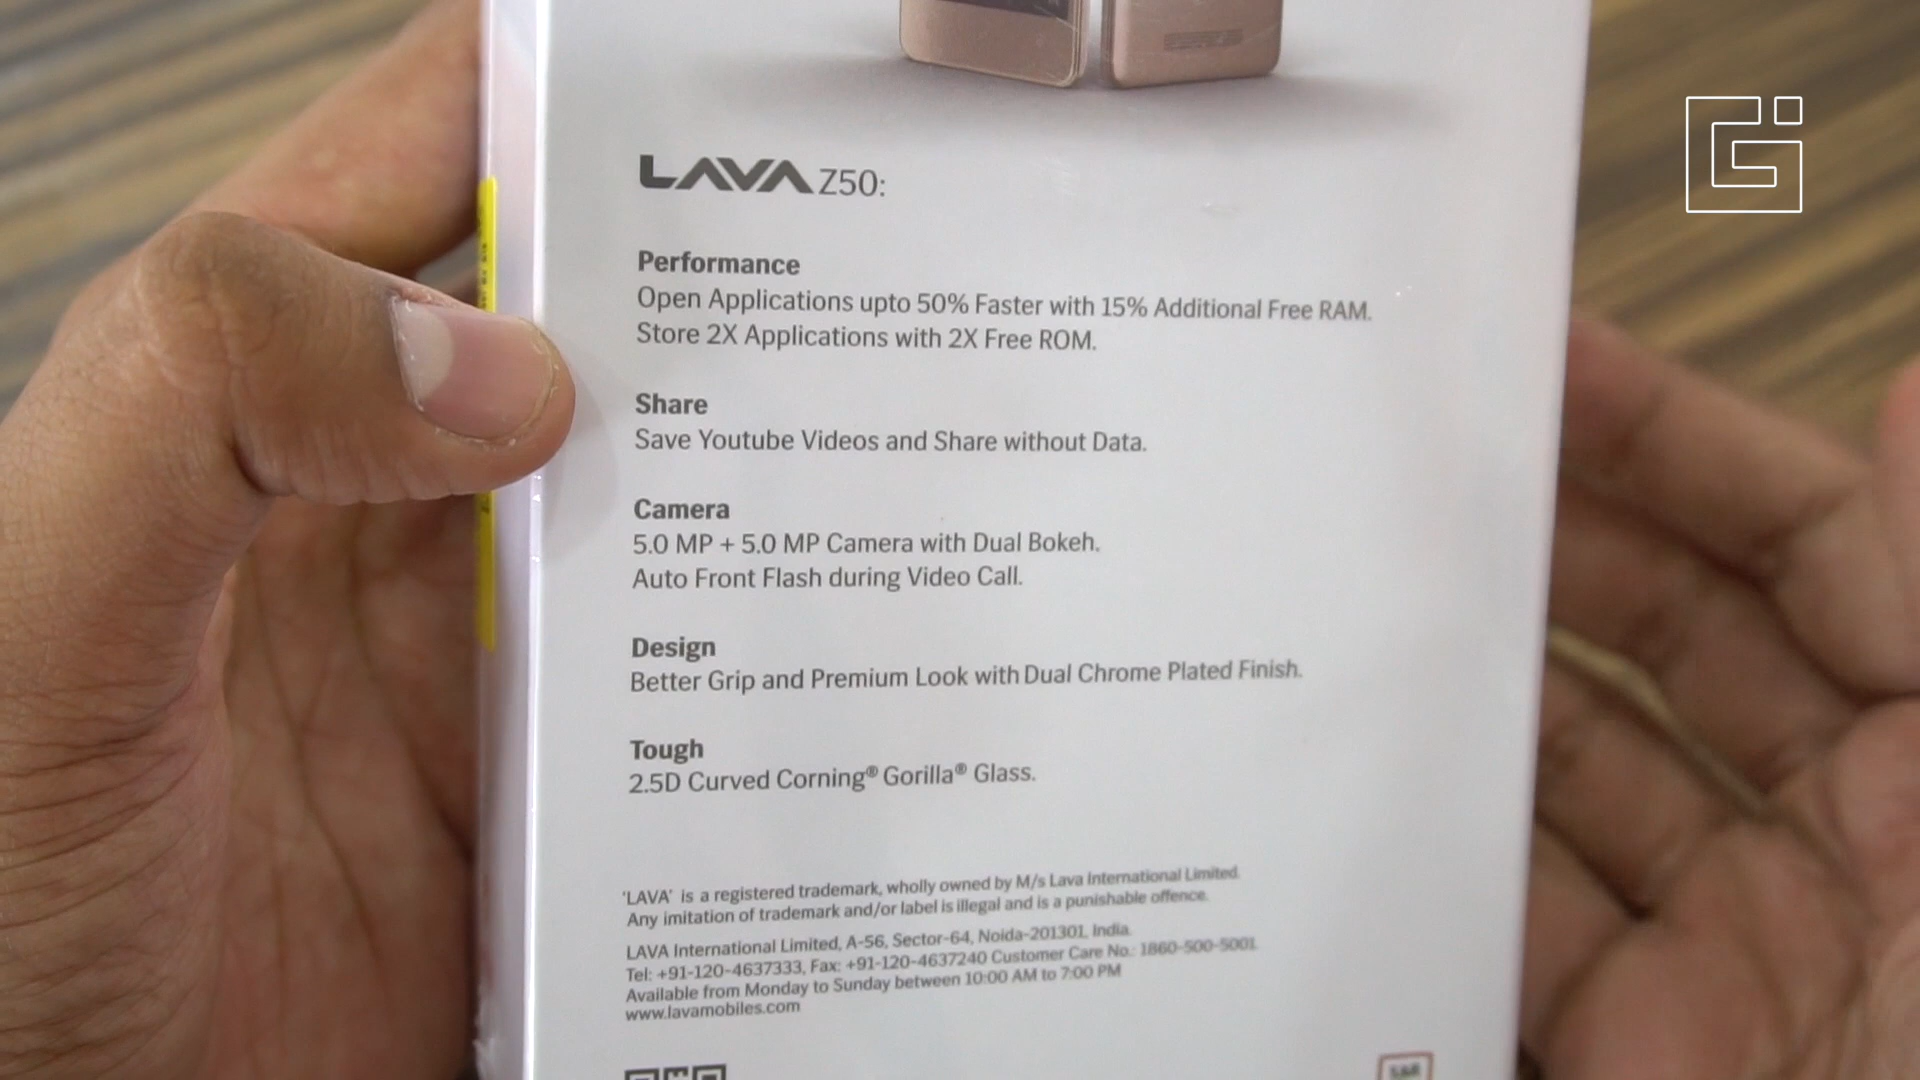 LAVA Z50:
Performance
Open Applications upto 50% Faster with 15% Additional Free RAM.
Store 2X Applications with 2X Free ROM.
Share
Save Youtube Videos and Share without Data.
Camera
5.0 MP + 5.0 MP Camera with Dual Bokeh.
Auto Front Flash during Video Call.
Design
Better Grip and Premium Look with Dual Chrome Plated Finish.
Tough
2.5D Curved Corning® Gorilla® Glass.
'LAVA' is a registered trademark, wholly owned by M/s Lava International Limited.
Any imitation of trademark and/or label is illegal and is a punishable offence.
LAVA International Limited, A-56, Sector-64, Noida-201301, India.
Tel: +91-120-4637333, Fax: +91-120-4637240 Customer Care No.: 1860-500-5001
Available from Monday to Sunday between 10:00 AM to 7:00 PM
www.lavamobiles.com